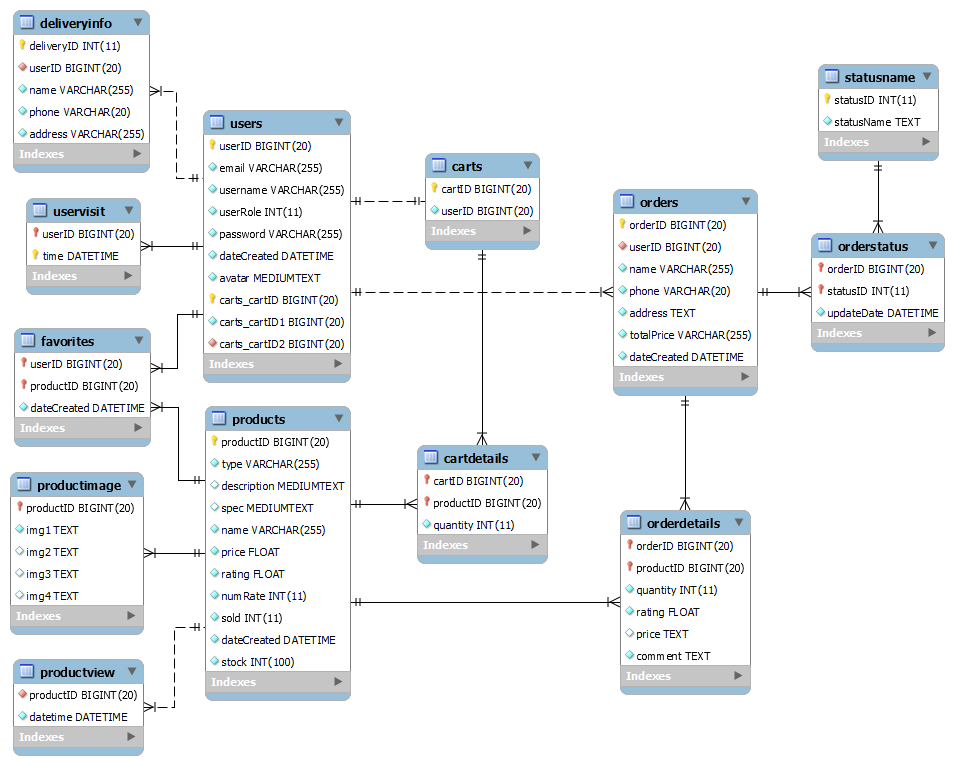 deliveryinfo
deliveryID INT(11)
userID BIGINT(20)
name VARCHAR(255)
phone VARCHAR(20)
address VARCHAR(255)
Indexes
uservisit
userID BIGINT(20)
time DATETIME
Indexes
favorites
userID BIGINT(20)
productID BIGINT(20)
dateCreated DATETIME
Indexes
productimage
productID BIGINT(20)
img1 TEXT
img2 TEXT
img3 TEXT
img4 TEXT
Indexes
productview
productID BIGINT(20)
datetime DATETIME
Indexes
users
userID BIGINT(20)
email VARCHAR(255)
username VARCHAR(255)
userRole INT(11)
password VARCHAR(255)
dateCreated DATETIME
avatar MEDIUMTEXT
carts_cartID BIGINT(20)
carts_cartID1 BIGINT(20)
carts_cartID2 BIGINT(20)
Indexes
products
productID BIGINT(20)
type VARCHAR(255)
description MEDIUMTEXT
spec MEDIUMTEXT
name VARCHAR(255)
price FLOAT
rating FLOAT
numRate INT(11)
sold INT(11)
dateCreated DATETIME
stock INT(100)
Indexes
carts
cartID BIGINT(20)
userID BIGINT(20)
Indexes
cartdetails
cartID BIGINT(20)
productID BIGINT(20)
quantity INT(11)
Indexes
orders
orderID BIGINT(20)
userID BIGINT(20)
name VARCHAR(255)
phone VARCHAR(20)
address TEXT
totalPrice VARCHAR(255)
dateCreated DATETIME
Indexes
orderdetails
orderID BIGINT(20)
productID BIGINT(20)
quantity INT(11)
rating FLOAT
price TEXT
comment TEXT
Indexes
statusname
statusID INT(11)
statusName TEXT
Indexes
orderstatus
orderID BIGINT(20)
statusID INT(11)
updateDate DATETIME
Indexes